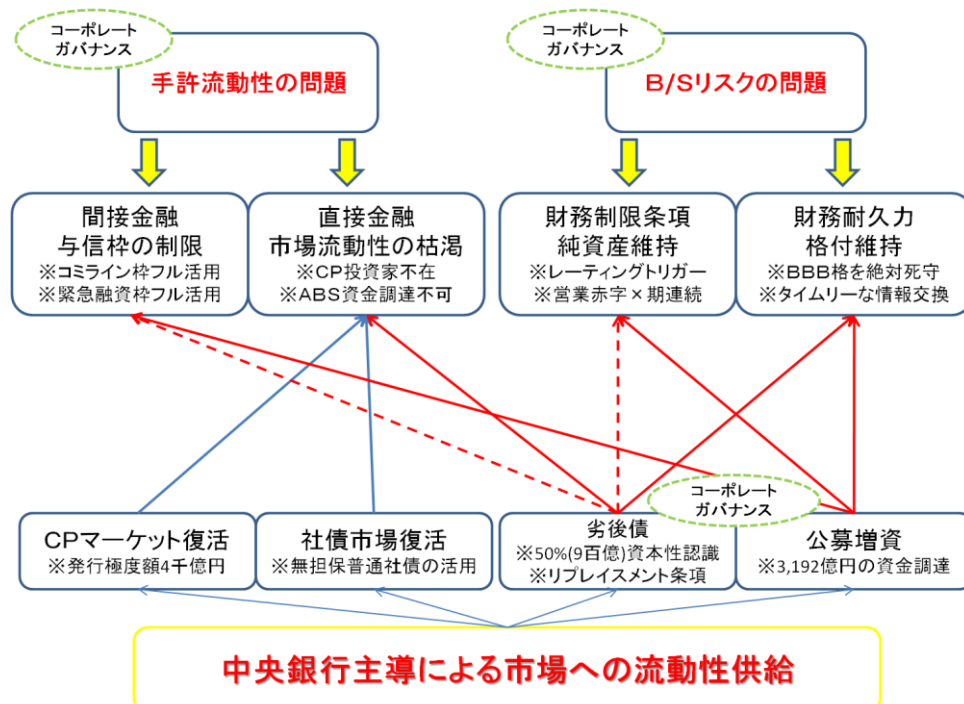 コーポレート
ガバナンス
手許流動性の問題
コーポレート
ガバナンス
B/Sリスクの問題
間接金融
与信枠の制限
※コミライン枠フル活用
※緊急融資枠フル活用
直接金融
市場流動性の枯渇
※CP投資家不在
※ABS資金調達不可
財務制限条項
純資産維持
※レーティングトリガー
※営業赤字×期連続
財務耐久力
格付維持
※BBB格を絶対死守
※タイムリーな情報交換
CPマーケット復活
※発行極度額4千億円
社債市場復活
※無担保普通社債の活用
コーポレート
ガバナンス
劣後債
※50%(9百億)資本性認識
※リプレイスメント条項
公募増資
※3,192億円の資金調達
中央銀行主導による市場への流動性供給